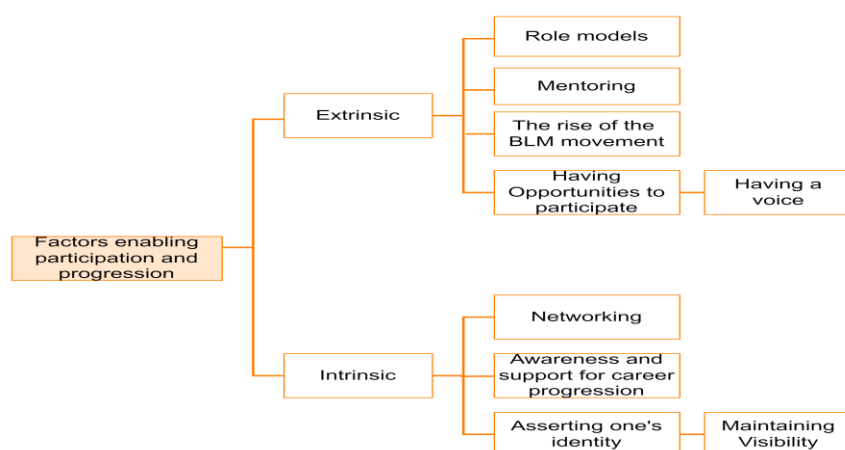 Role models
Mentoring
Extrinsic
The rise of the
BLM movement
Having
Opportunities to
participate
Having a
voice
Factors enabling
participation and
progression
Networking
Intrinsic
Awareness and
support for career
progression
Asserting one's
identity
Maintaining
Visibility